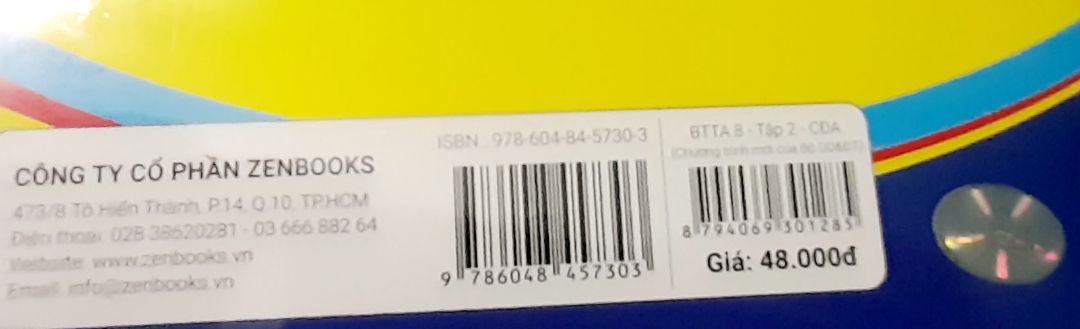 CÔNG TY CỔ PHẦN ZENBOOKS
473/8 Tô Hiến Thành, P.14, Q.10, TP.HCM
Điện thoại: 028 38620281 - 03 666 882 64
Website: www.zenbooks.vn
Email: info@zenbooks.vn
ISBN : 978-604-84-5730-3
9 786048 457303
BTTA 8 - Tập 2 - CDA
(Chương trình mới của Bộ GD&ĐT)
8 794069 301285
Giá: 48.000đ